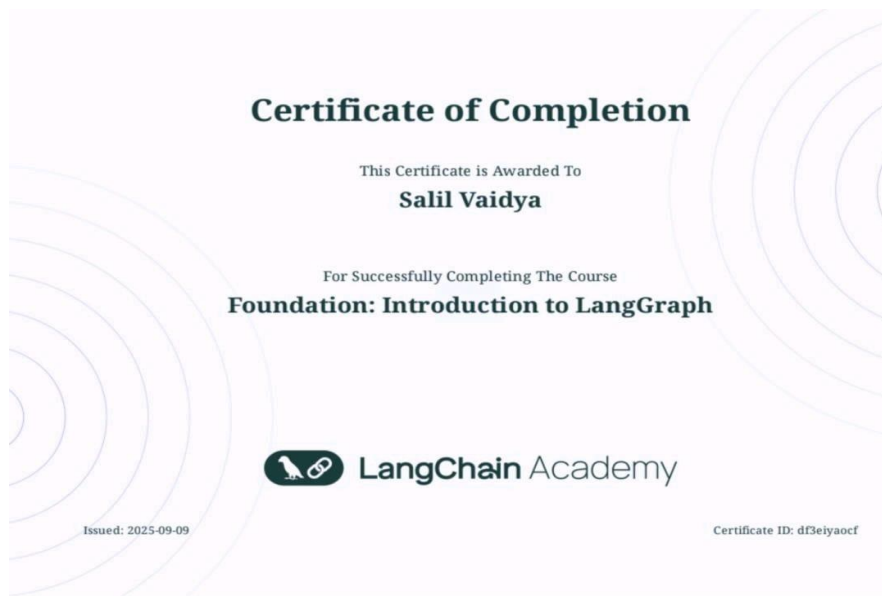 Certificate of Completion
This Certificate is Awarded To
Salil Vaidya
For Successfully Completing The Course
Foundation: Introduction to LangGraph
LangChain Academy
Issued: 2025-09-09
Certificate ID: df3eiyaocf